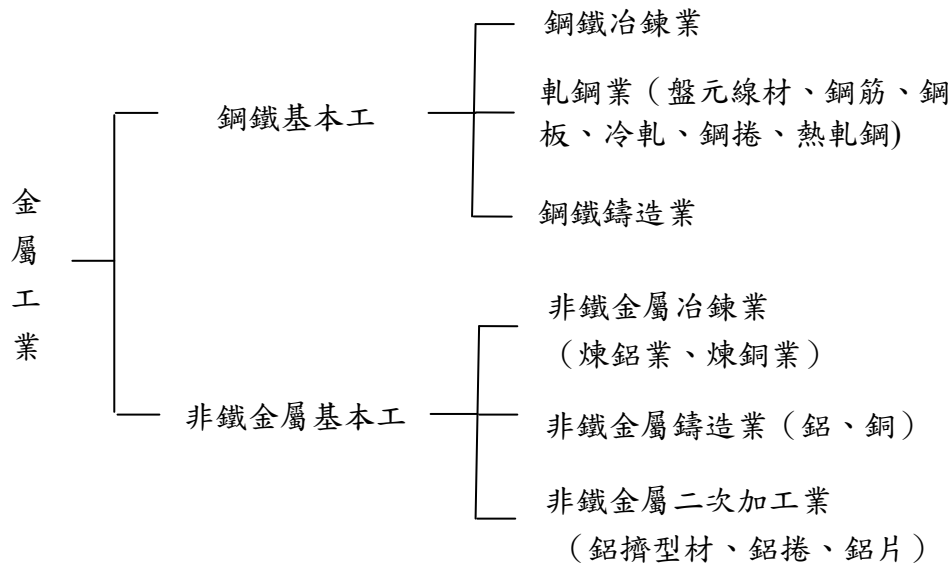 金屬工業
鋼鐵基本工
鋼鐵冶鍊業
軋鋼業（盤元線材、鋼筋、鋼
板、冷軋、鋼捲、熱軋鋼)
鋼鐵鑄造業
非鐵金屬基本工
非鐵金屬冶鍊業
（煉鋁業、煉銅業）
非鐵金屬鑄造業（鋁、銅）
非鐵金屬二次加工業
（鋁擠型材、鋁捲、鋁片）